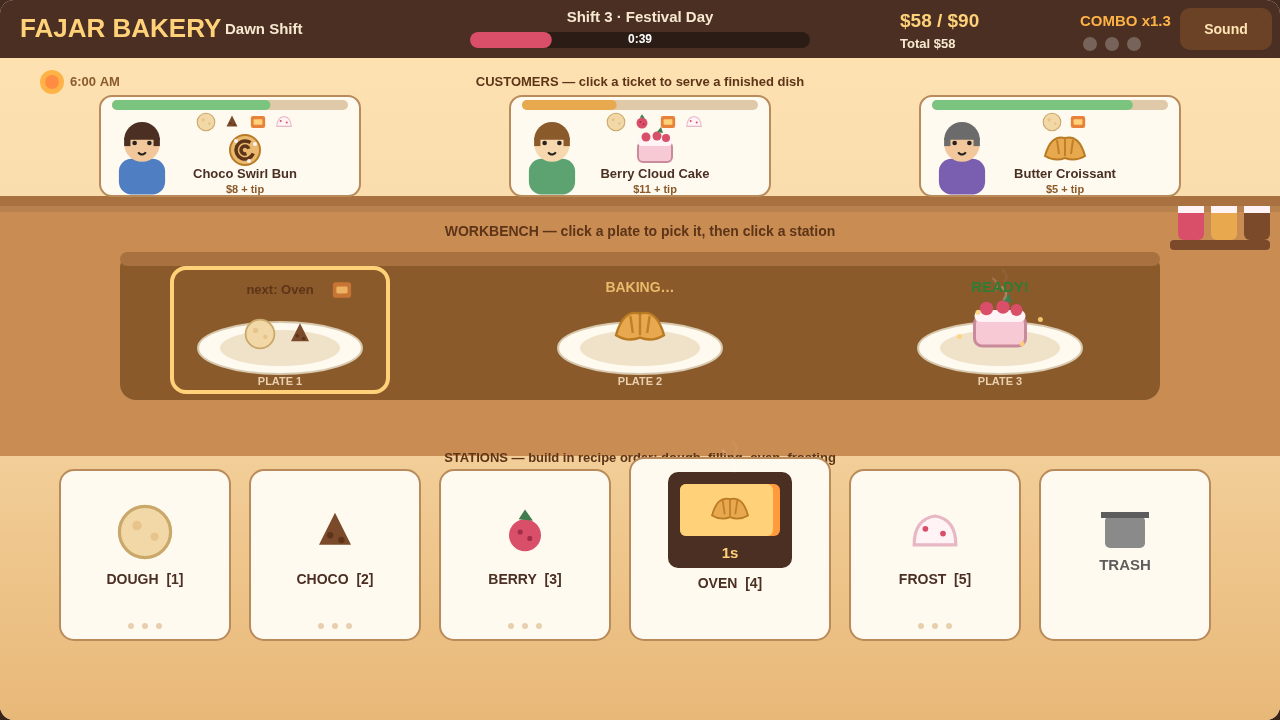 FAJAR BAKERY Dawn Shift
Shift 3 · Festival Day
0:39
$58 / $90
Total $58
COMBO x1.3
Sound
6:00 AM
CUSTOMERS — click a ticket to serve a finished dish
Choco Swirl Bun
$8 + tip
Berry Cloud Cake
$11 + tip
Butter Croissant
$5 + tip
WORKBENCH — click a plate to pick it, then click a station
next: Oven
BAKING…
READY!
PLATE 1
PLATE 2
PLATE 3
STATIONS — build in recipe order: dough, filling, oven, frosting
DOUGH [1]
CHOCO [2]
BERRY [3]
1s
OVEN [4]
FROST [5]
TRASH